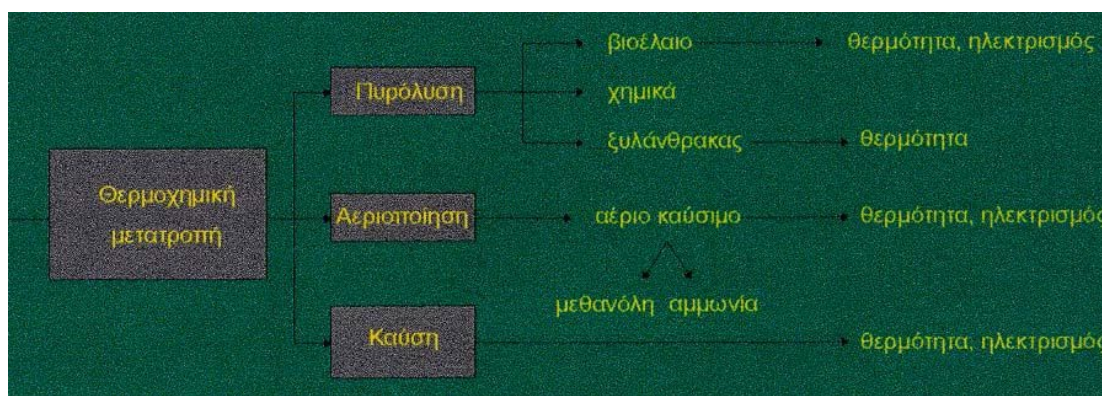 βιοέλαιο θερμότητα, ηλεκτρισμός
Πυρόλυση
χημικά
ξυλάνθρακας θερμότητα
Θερμοχημική
μετατροπή
Αεριοποίηση αέριο καύσιμο θερμότητα, ηλεκτρισμός
μεθανόλη αμμωνία
Καύση θερμότητα, ηλεκτρισμός